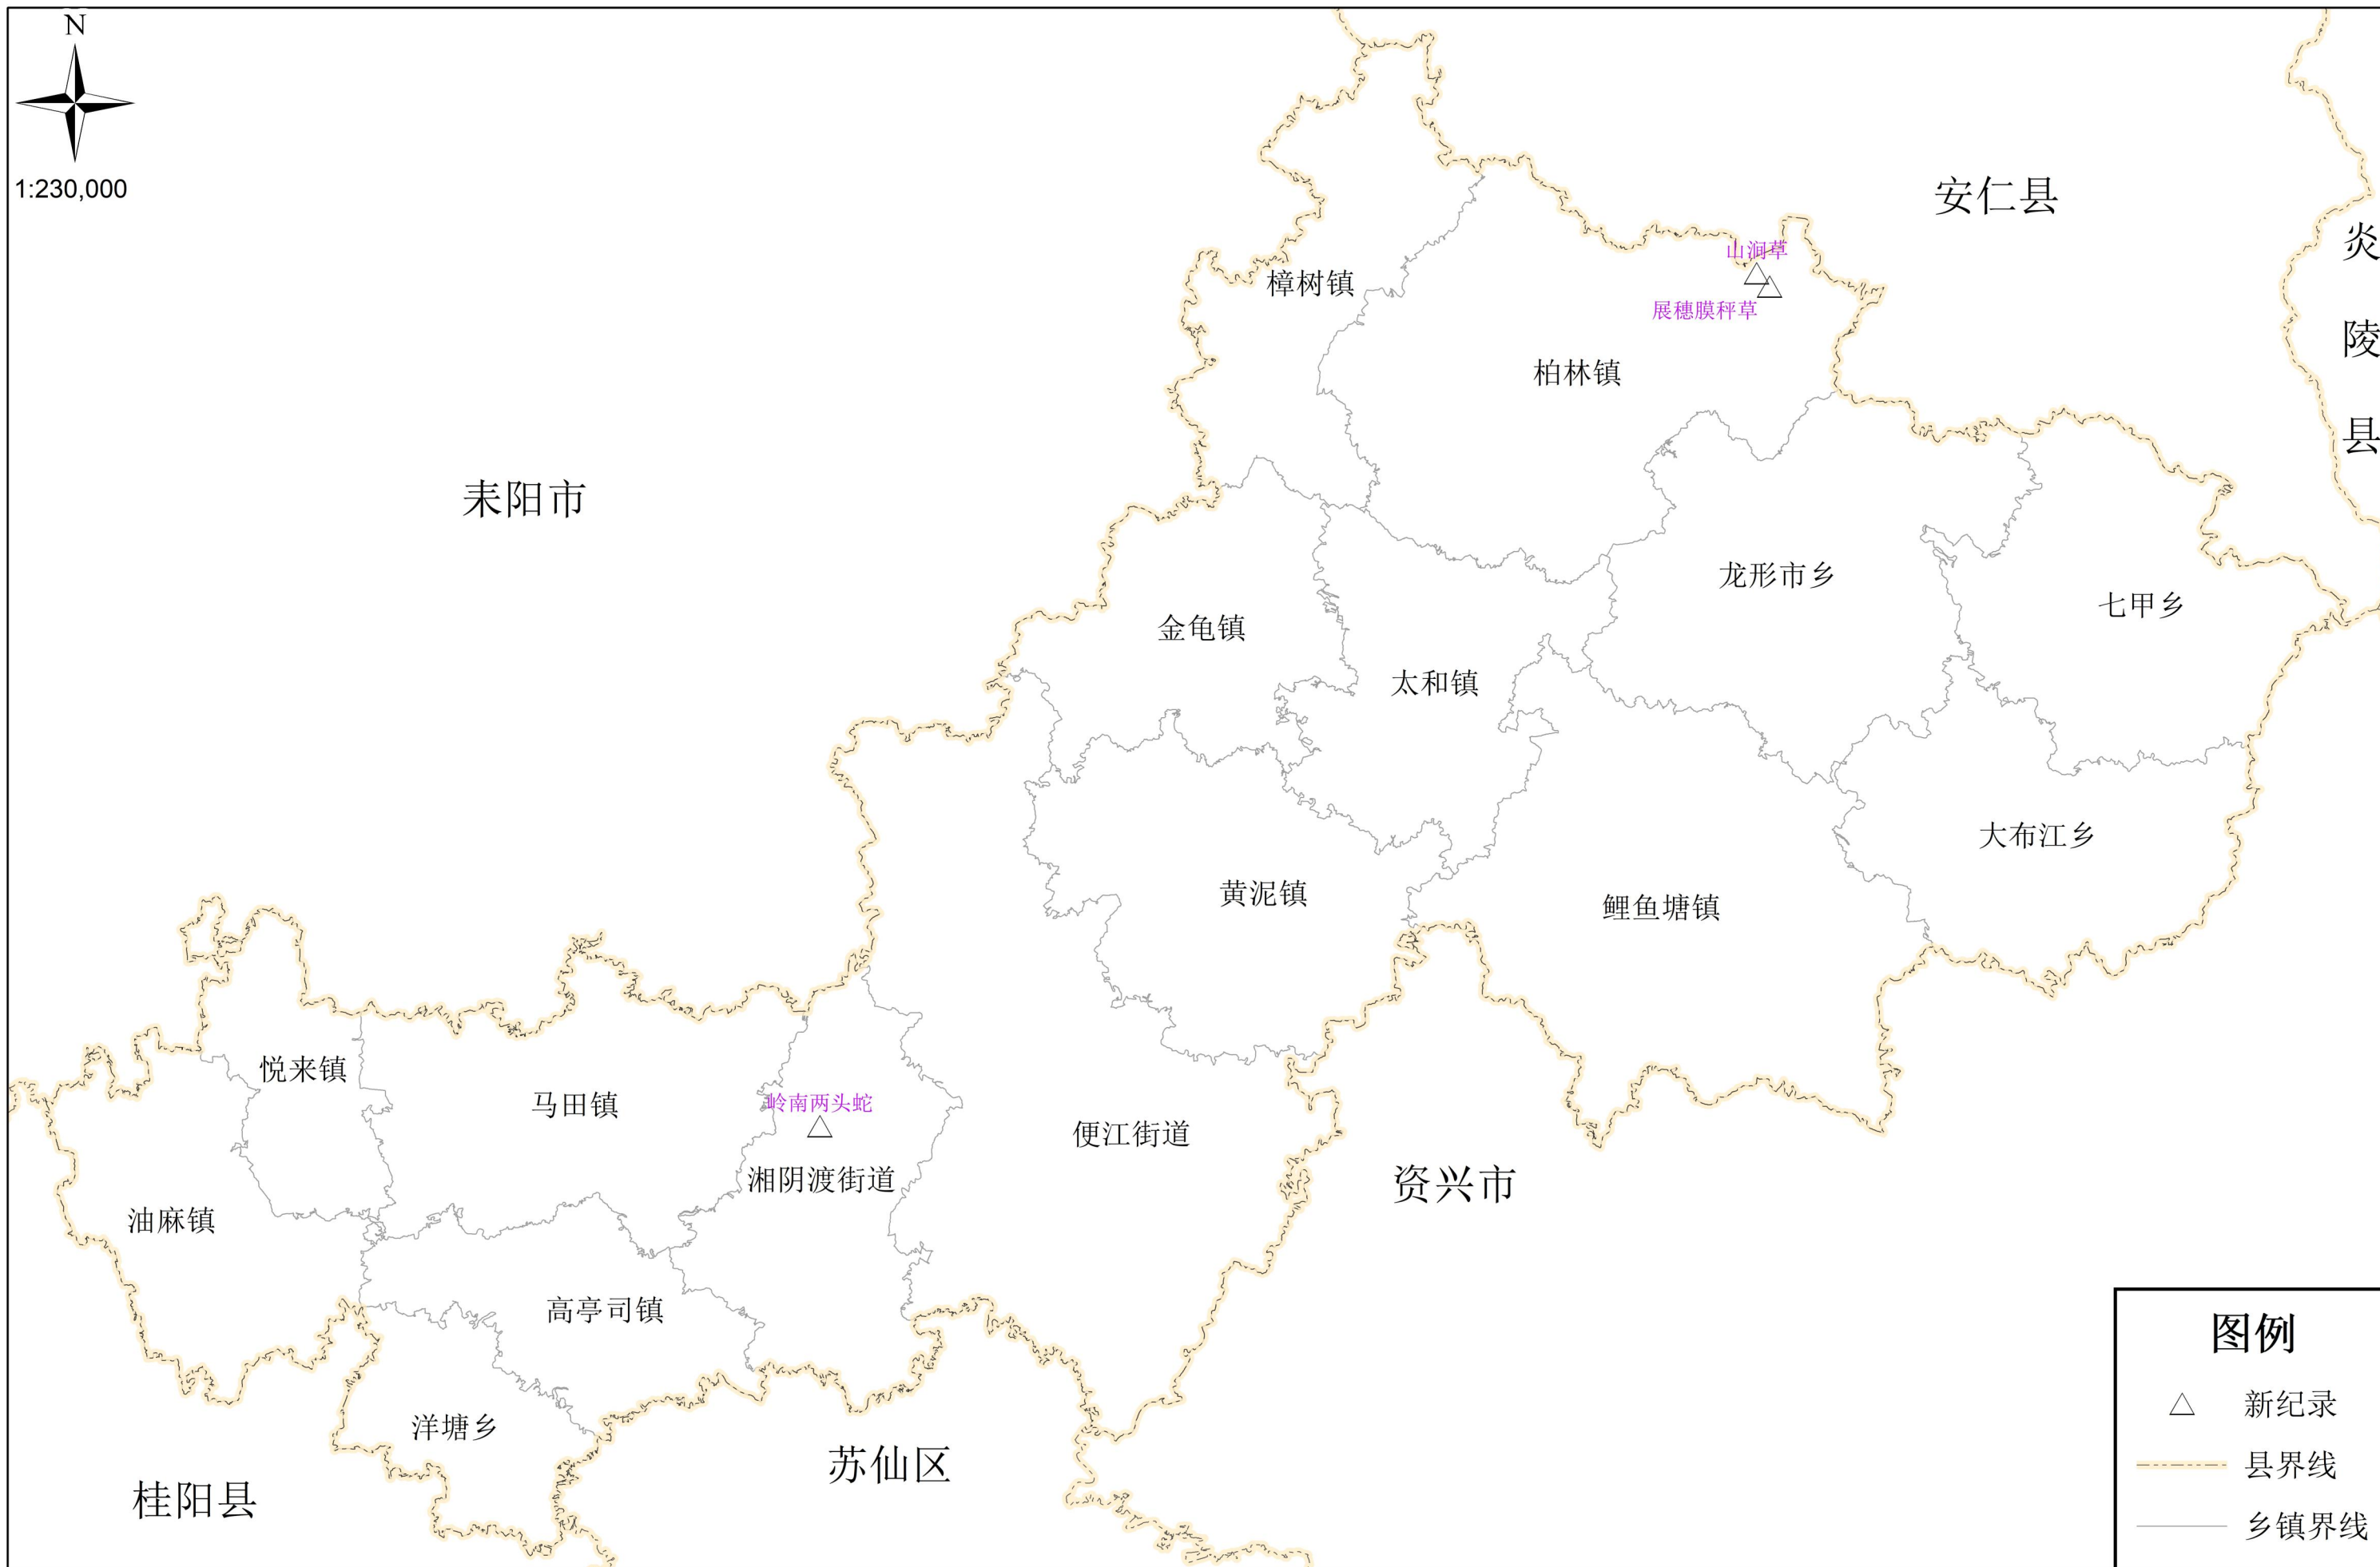 N
1:230,000
安仁县
炎陵县
山涧草
樟树镇
展穗膜稃草
柏林镇
耒阳市
龙形市乡
七甲乡
金龟镇
太和镇
大布江乡
黄泥镇
鲤鱼塘镇
悦来镇
马田镇
岭南两头蛇
便江街道
湘阴渡街道
资兴市
油麻镇
高亭司镇
洋塘乡
苏仙区
桂阳县
图例
新纪录
县界线
乡镇界线